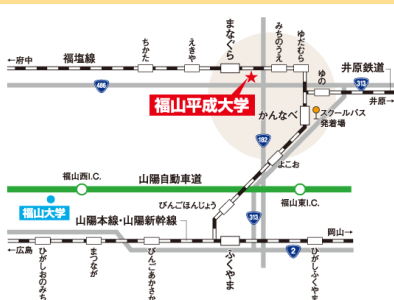 まなぐら
みちのうえ
ゆだむら
ちかた
えきや
福塩線
←府中
ゆの
井原鉄道
313
486
井原→
福山平成大学
かんなべ
スクールバス
発着場
182
よこお
福山西I.C.
山陽自動車道
福山東I.C.
福山大学
びんごほんじょう
山陽本線・山陽新幹線
313
岡山→
←広島
2
ひがしおのみち
まつなが
びんごあかさか
ふくやま
ひがしふくやま